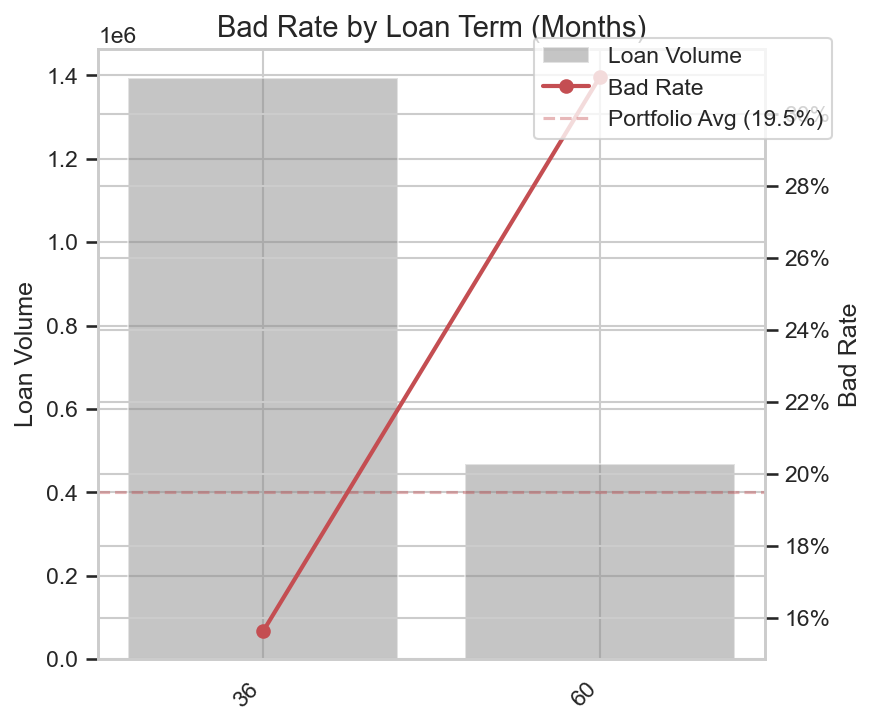 Bad Rate by Loan Term (Months)
1e6
Loan Volume
Bad Rate
Portfolio Avg (19.5%)
1.4
1.2
1.0
0.8
0.6
0.4
0.2
0.0
Loan Volume
30%
28%
26%
24%
22%
20%
18%
16%
Bad Rate
36
60